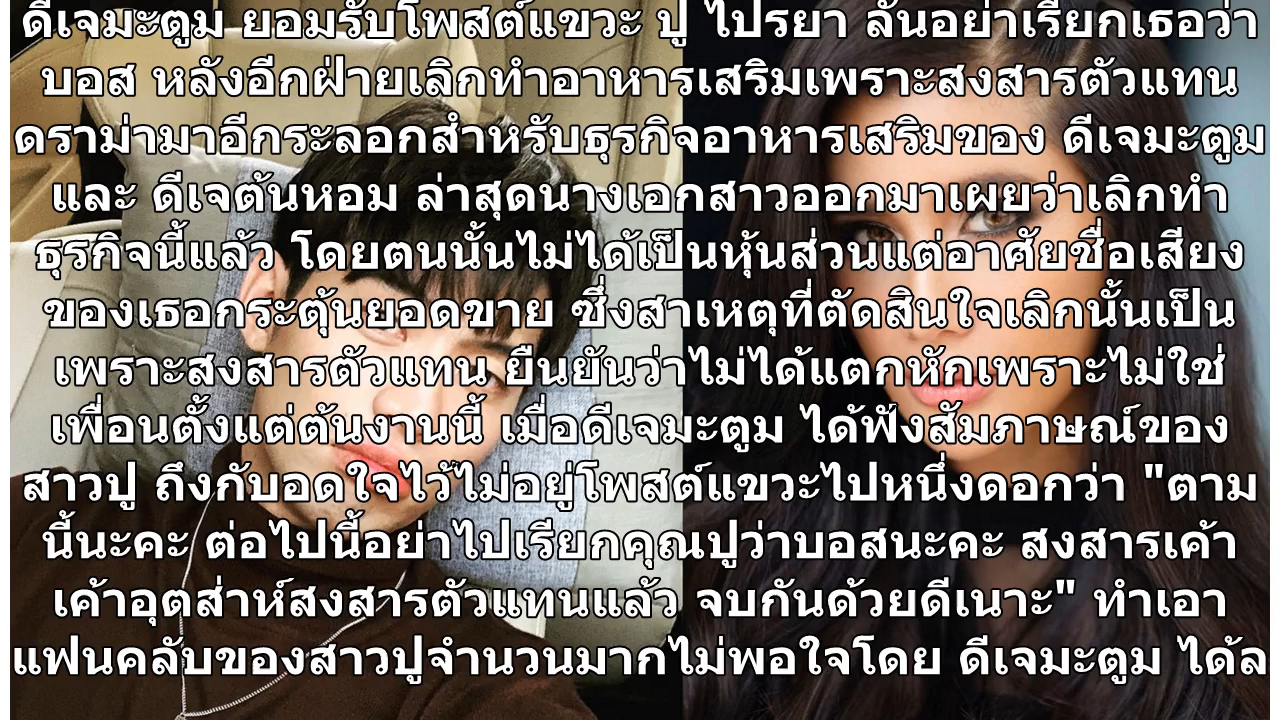 ดีเจมะตูม ยอมรับโพสต์แขวะ ปู ไปรยา ลั่นอย่าเรียกเธอว่า
บอส หลังอีกฝ่ายเลิกทำอาหารเสริมเพราะสงสารตัวแทน
ดราม่ามาอีกระลอกสำหรับธุรกิจอาหารเสริมของ ดีเจมะตูม
และ ดีเจต้นหอม ล่าสุดนางเอกสาวออกมาเผยว่าเลิกทำ
ธุรกิจนี้แล้ว โดยตนนั้นไม่ได้เป็นหุ้นส่วนแต่อาศัยชื่อเสียง
ของเธอกระตุ้นยอดขาย ซึ่งสาเหตุที่ตัดสินใจเลิกนั้นเป็น
เพราะสงสารตัวแทน ยืนยันว่าไม่ได้แตกหักเพราะไม่ใช่
เพื่อนตั้งแต่ต้นงานนี้ เมื่อดีเจมะตูม ได้ฟังสัมภาษณ์ของ
สาวปู ถึงกับอดใจไว้ไม่อยู่โพสต์แขวะไปหนึ่งดอกว่า "ตาม
นี้นะคะ ต่อไปนี้อย่าไปเรียกคุณปูว่าบอสนะคะ สงสารเค้า
เค้าอุตส่าห์สงสารตัวแทนแล้ว จบกันด้วยดีเนาะ" ทำเอา
แฟนคลับของสาวปูจำนวนมากไม่พอใจโดย ดีเจมะตูม ได้ล